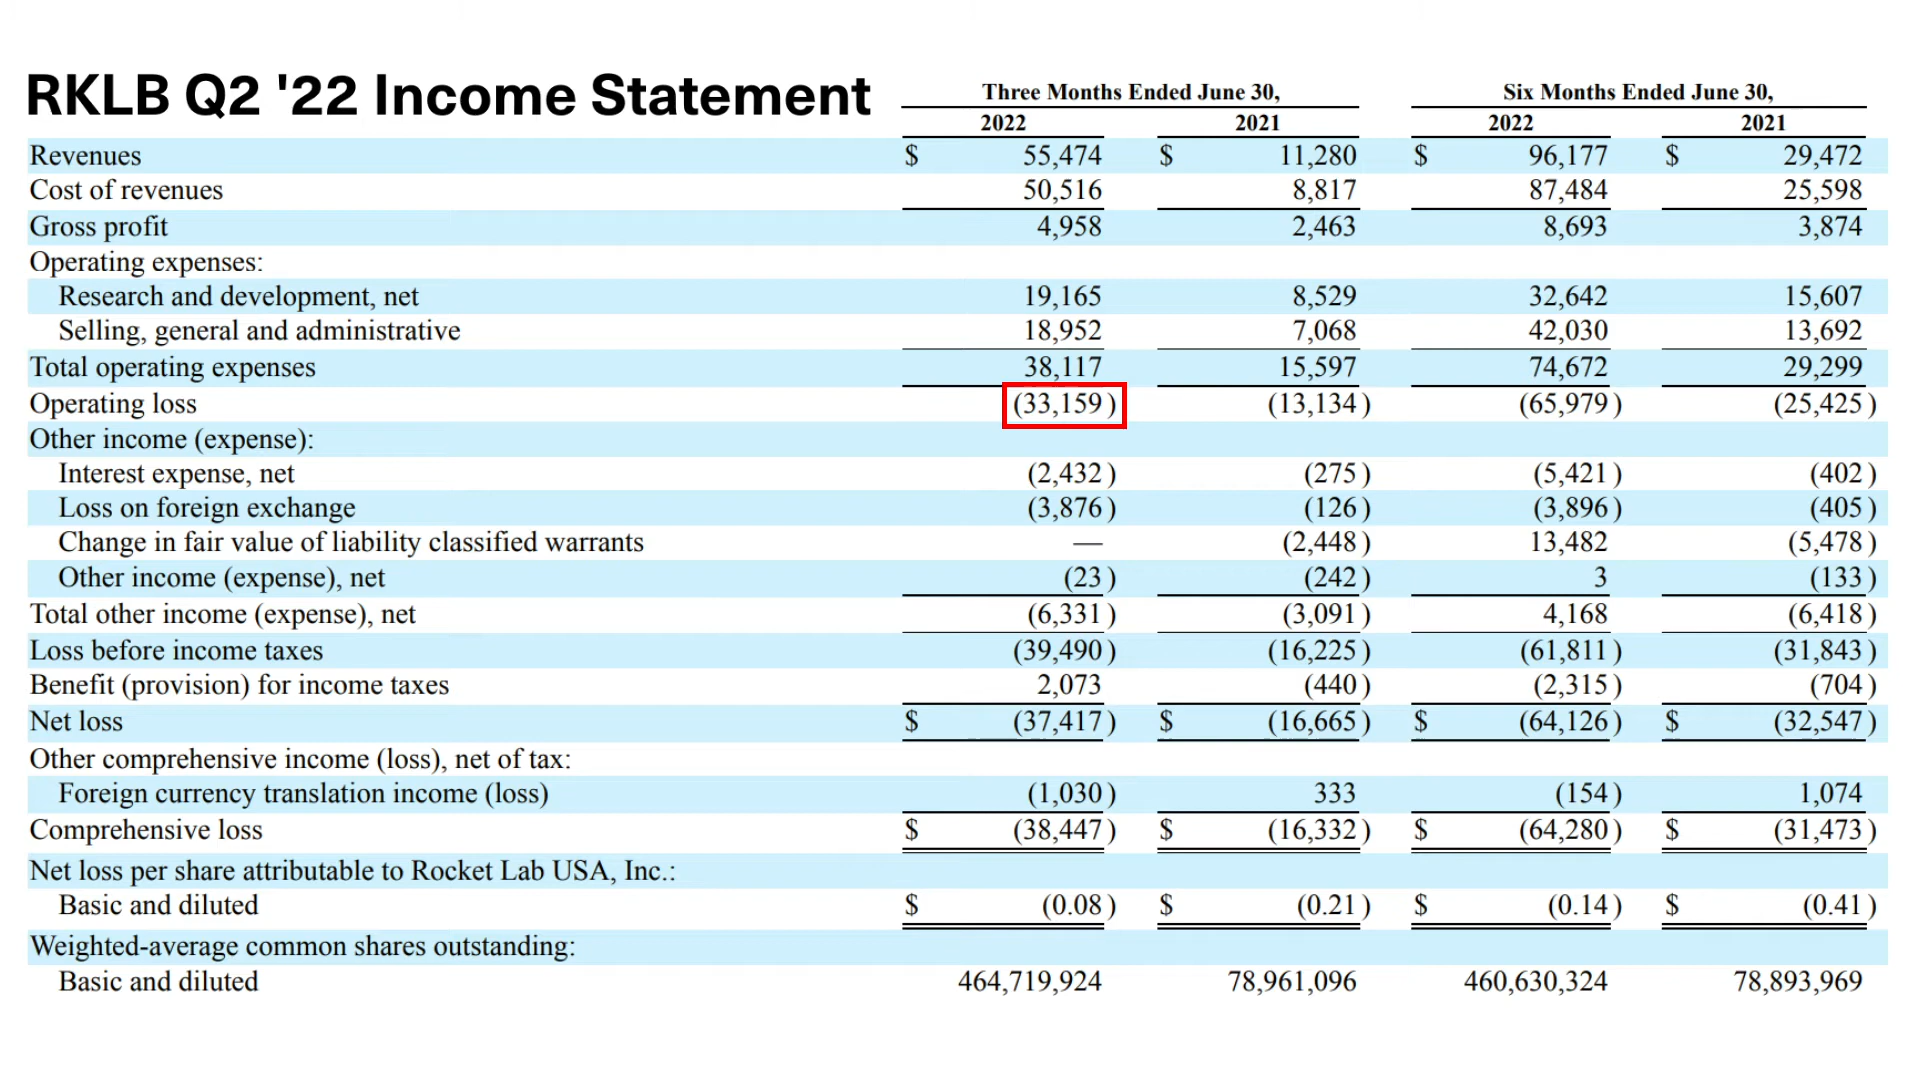 RKLB Q2 '22 Income Statement
Three Months Ended June 30, Six Months Ended June 30,
2022 2021 2022 2021
Revenues $ 55,474 $ 11,280 $ 96,177 $ 29,472
Cost of revenues 50,516 8,817 87,484 25,598
Gross profit 4,958 2,463 8,693 3,874
Operating expenses:
Research and development, net 19,165 8,529 32,642 15,607
Selling, general and administrative 18,952 7,068 42,030 13,692
Total operating expenses 38,117 15,597 74,672 29,299
Operating loss (33,159) (13,134) (65,979) (25,425)
Other income (expense):
Interest expense, net (2,432) (275) (5,421) (402)
Loss on foreign exchange (3,876) (126) (3,896) (405)
Change in fair value of liability classified warrants — (2,448) 13,482 (5,478)
Other income (expense), net (23) (242) 3 (133)
Total other income (expense), net (6,331) (3,091) 4,168 (6,418)
Loss before income taxes (39,490) (16,225) (61,811) (31,843)
Benefit (provision) for income taxes 2,073 (440) (2,315) (704)
Net loss $ (37,417) $ (16,665) $ (64,126) $ (32,547)
Other comprehensive income (loss), net of tax:
Foreign currency translation income (loss) (1,030) 333 (154) 1,074
Comprehensive loss $ (38,447) $ (16,332) $ (64,280) $ (31,473)
Net loss per share attributable to Rocket Lab USA, Inc.:
Basic and diluted $ (0.08) $ (0.21) $ (0.14) $ (0.41)
Weighted-average common shares outstanding:
Basic and diluted 464,719,924 78,961,096 460,630,324 78,893,969